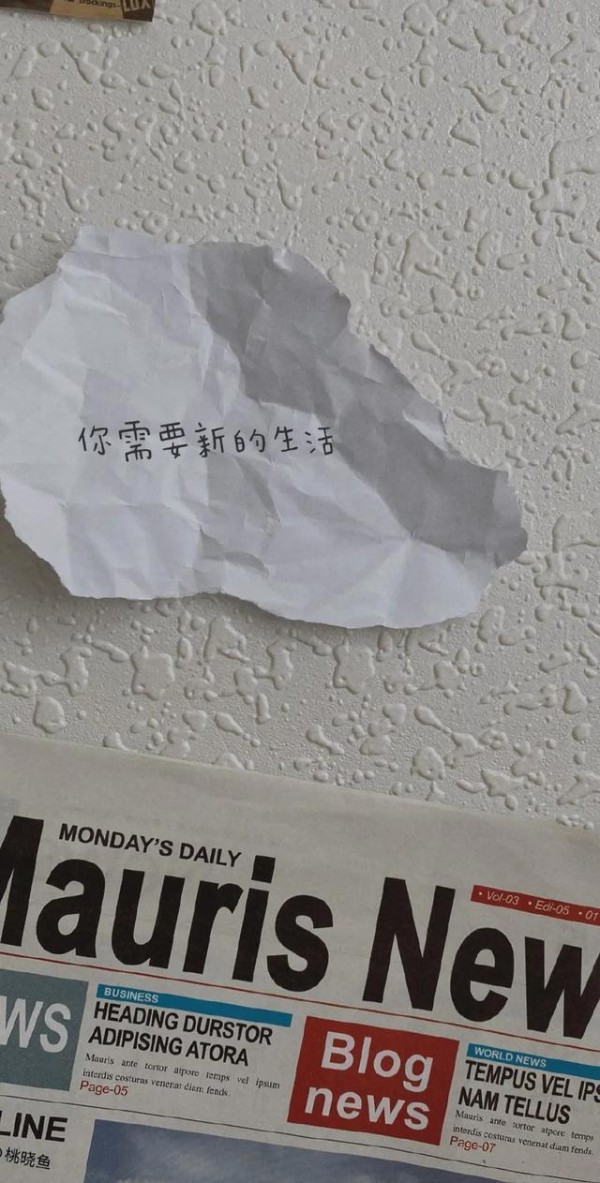 LUX
你需要新的生活
MONDAY'S DAILY
Mauris New
• Vol-03 • Edi-05 • 01
WS
BUSINESS
HEADING DURSTOR
ADIPISING ATORA
Mauris ante tortor atpore temps vel ipsum
interdis costuras venenat diam fends.
Page-05
Blog
news
WORLD NEWS
TEMPUS VEL IPS
NAM TELLUS
Mauris ante tortor atpore temps
interdis costuras venenat diam fends.
Page-07
LINE
桃晓鱼